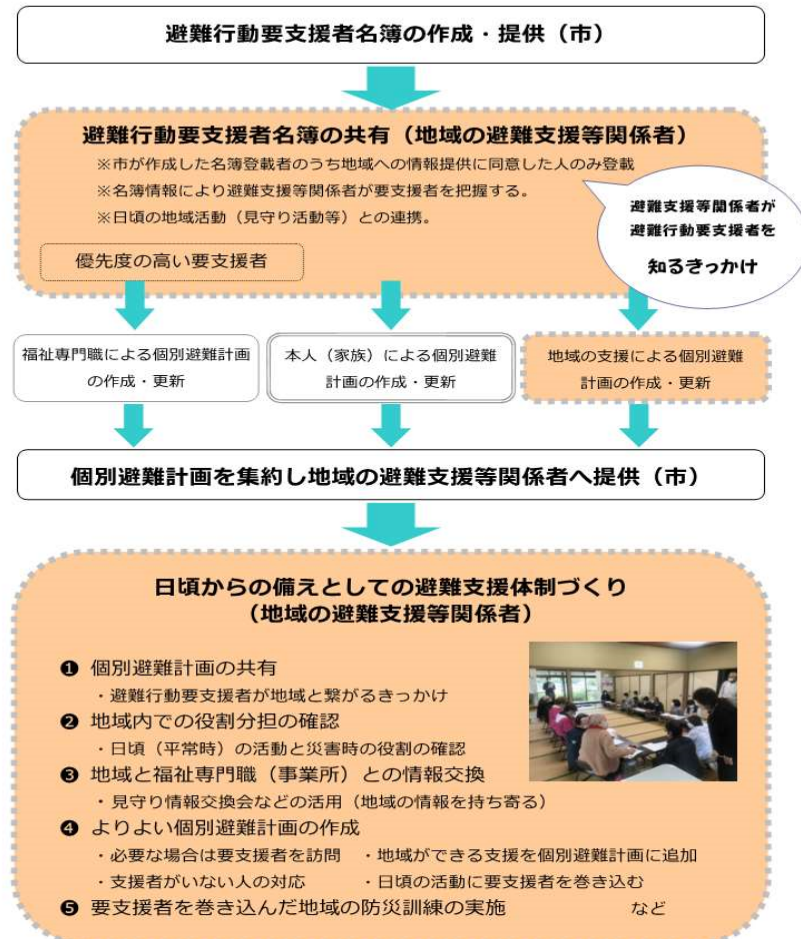 避難行動要支援者名簿の作成・提供（市）
避難行動要支援者名簿の共有（地域の避難支援等関係者）
※市が作成した名簿登載者のうち地域への情報提供に同意した人のみ登載
※名簿情報により避難支援等関係者が要支援者を把握する。
※日頃の地域活動（見守り活動等）との連携。
避難支援等関係者が
避難行動要支援者を
知るきっかけ
優先度の高い要支援者
福祉専門職による個別避難計画
の作成・更新
本人（家族）による個別避難
計画の作成・更新
地域の支援による個別避難
計画の作成・更新
個別避難計画を集約し地域の避難支援等関係者へ提供（市）
日頃からの備えとしての避難支援体制づくり
（地域の避難支援等関係者）
❶ 個別避難計画の共有
・避難行動要支援者が地域と繋がるきっかけ
❷ 地域内での役割分担の確認
・日頃（平常時）の活動と災害時の役割の確認
❸ 地域と福祉専門職（事業所）との情報交換
・見守り情報交換会などの活用（地域の情報を持ち寄る）
❹ よりよい個別避難計画の作成
・必要な場合は要支援者を訪問 ・地域ができる支援を個別避難計画に追加
・支援者がいない人の対応 ・日頃の活動に要支援者を巻き込む
❺ 要支援者を巻き込んだ地域の防災訓練の実施 など